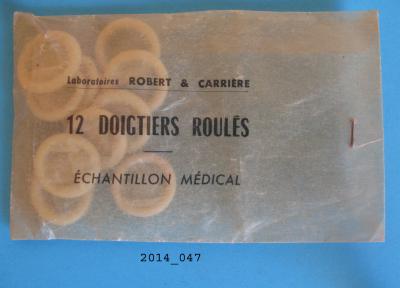 Laboratoires ROBERT & CARRIÈRE
12 DOIGTIERS ROULÉS
ÉCHANTILLON MÉDICAL
2014_047